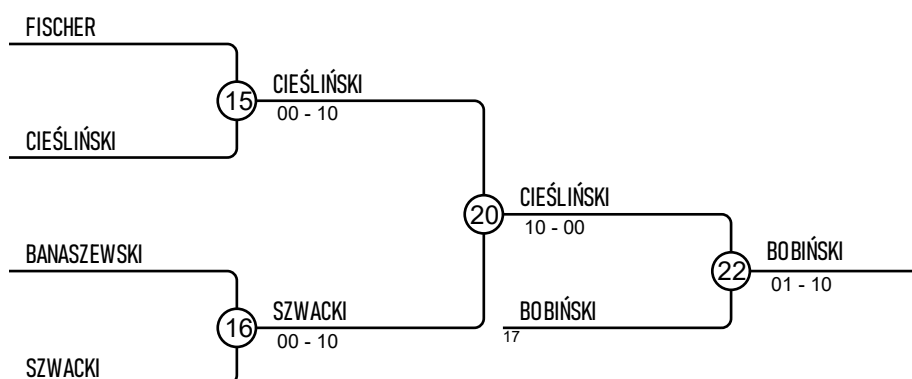 FISCHER
15
CIEŚLIŃSKI
00 - 10
CIEŚLIŃSKI
20
CIEŚLIŃSKI
10 - 00
BANASZEWSKI
22
BOBIŃSKI
01 - 10
16
SZWACKI
00 - 10
BOBIŃSKI
17
SZWACKI